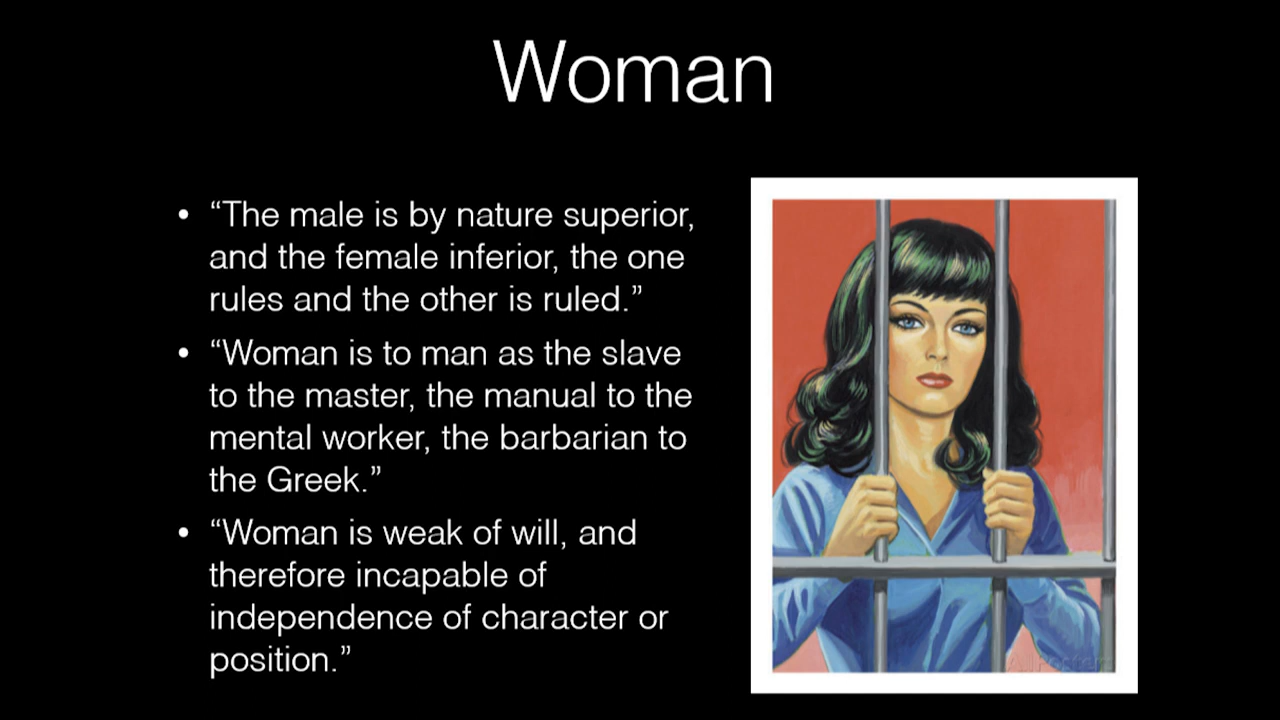 Woman
• “The male is by nature superior,
and the female inferior, the one
rules and the other is ruled.”
• “Woman is to man as the slave
to the master, the manual to the
mental worker, the barbarian to
the Greek.”
• “Woman is weak of will, and
therefore incapable of
independence of character or
position.”
AllPosters